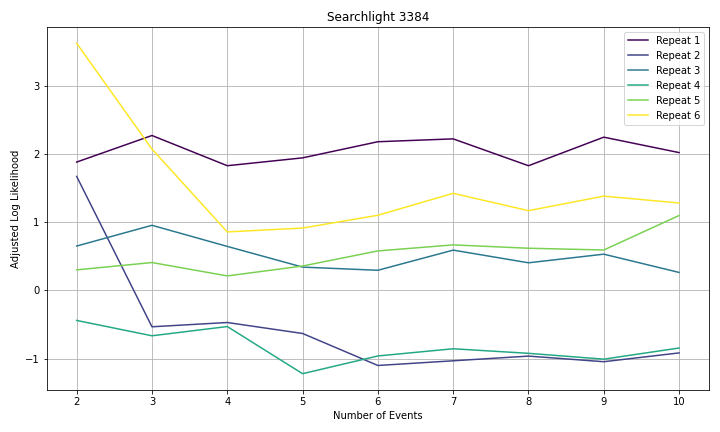 Searchlight 3384
Repeat 1
Repeat 2
Repeat 3
Repeat 4
Repeat 5
Repeat 6
Adjusted Log Likelihood
3
2
1
0
−1
2 3 4 5 6 7 8 9 10
Number of Events